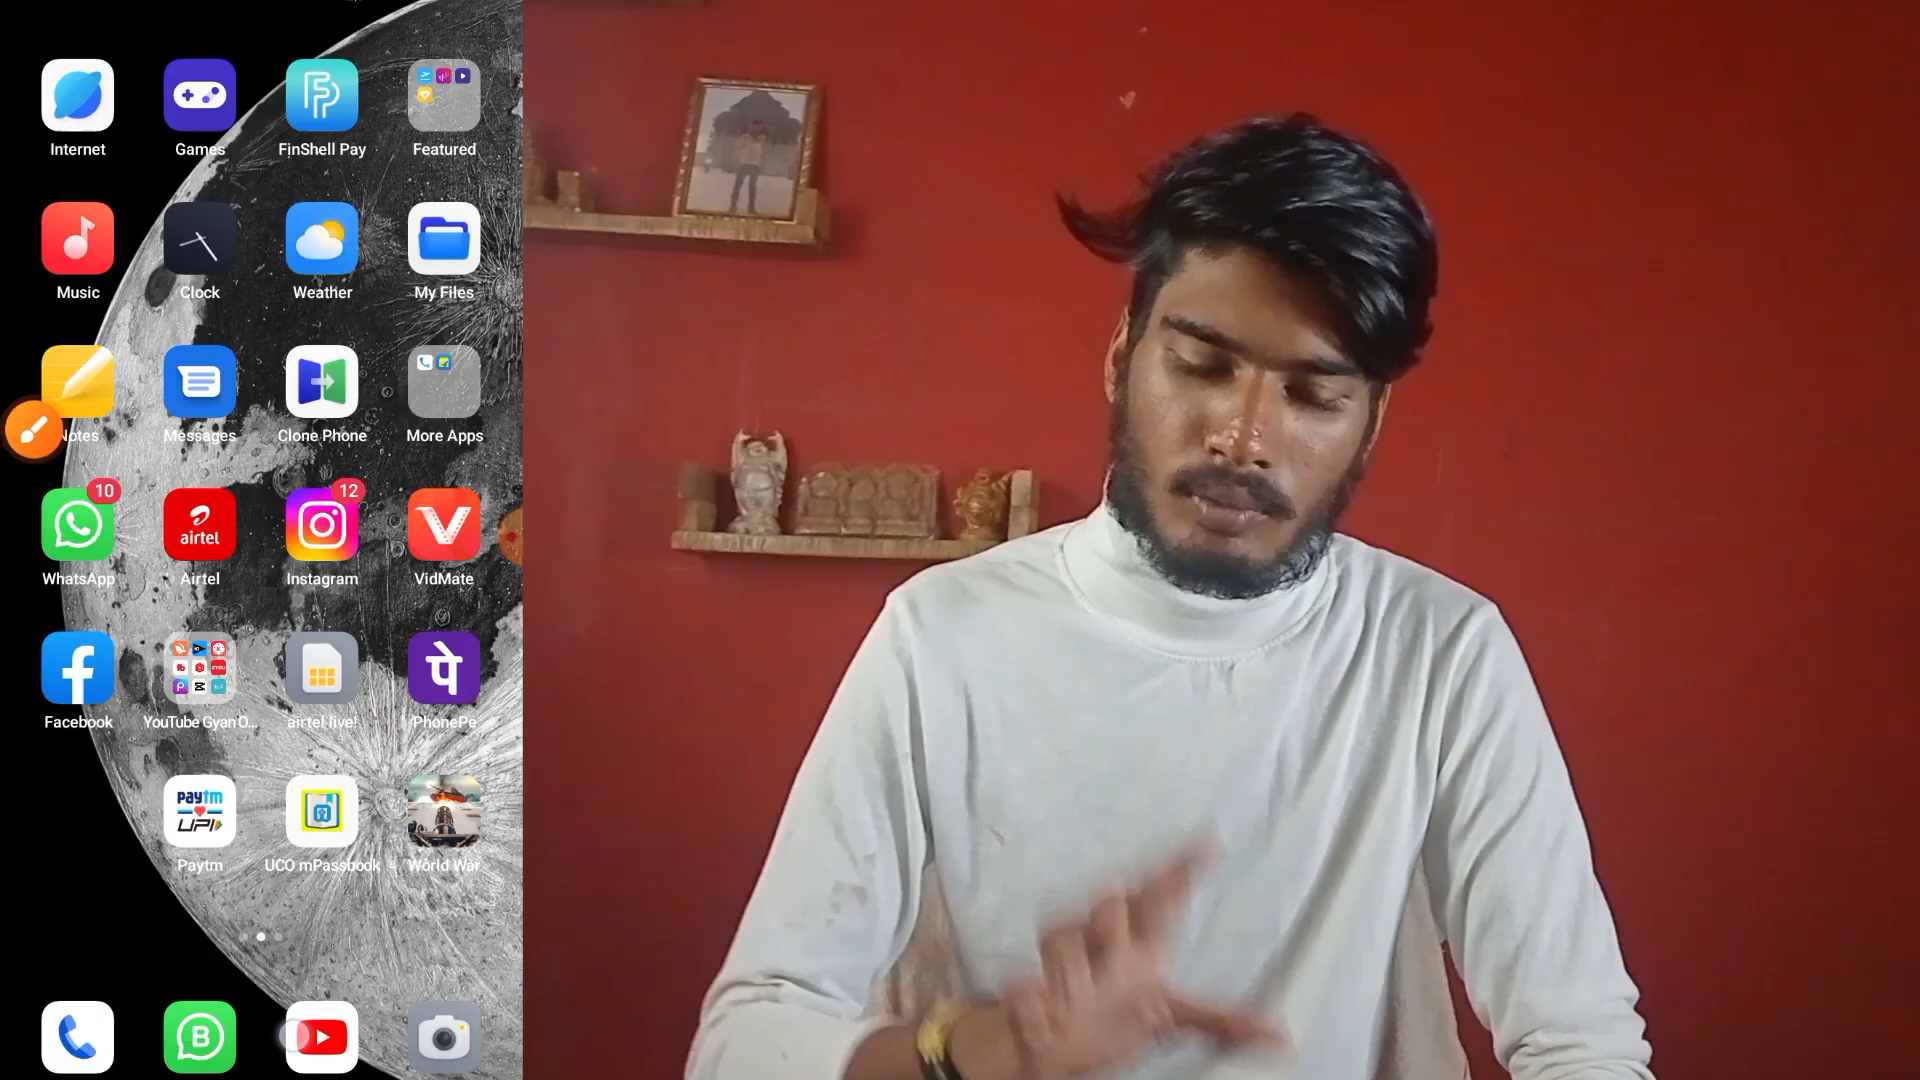 Internet
Games
FinShell Pay
Featured
Music
Clock
Weather
My Files
Notes
Messages
Clone Phone
More Apps
10
12
airtel
WhatsApp
Airtel
Instagram
VidMate
पे
Facebook
YouTube Gyan O...
airtel live!
PhonePe
paytm
UPI
Paytm
UCO mPassbook
World War
B